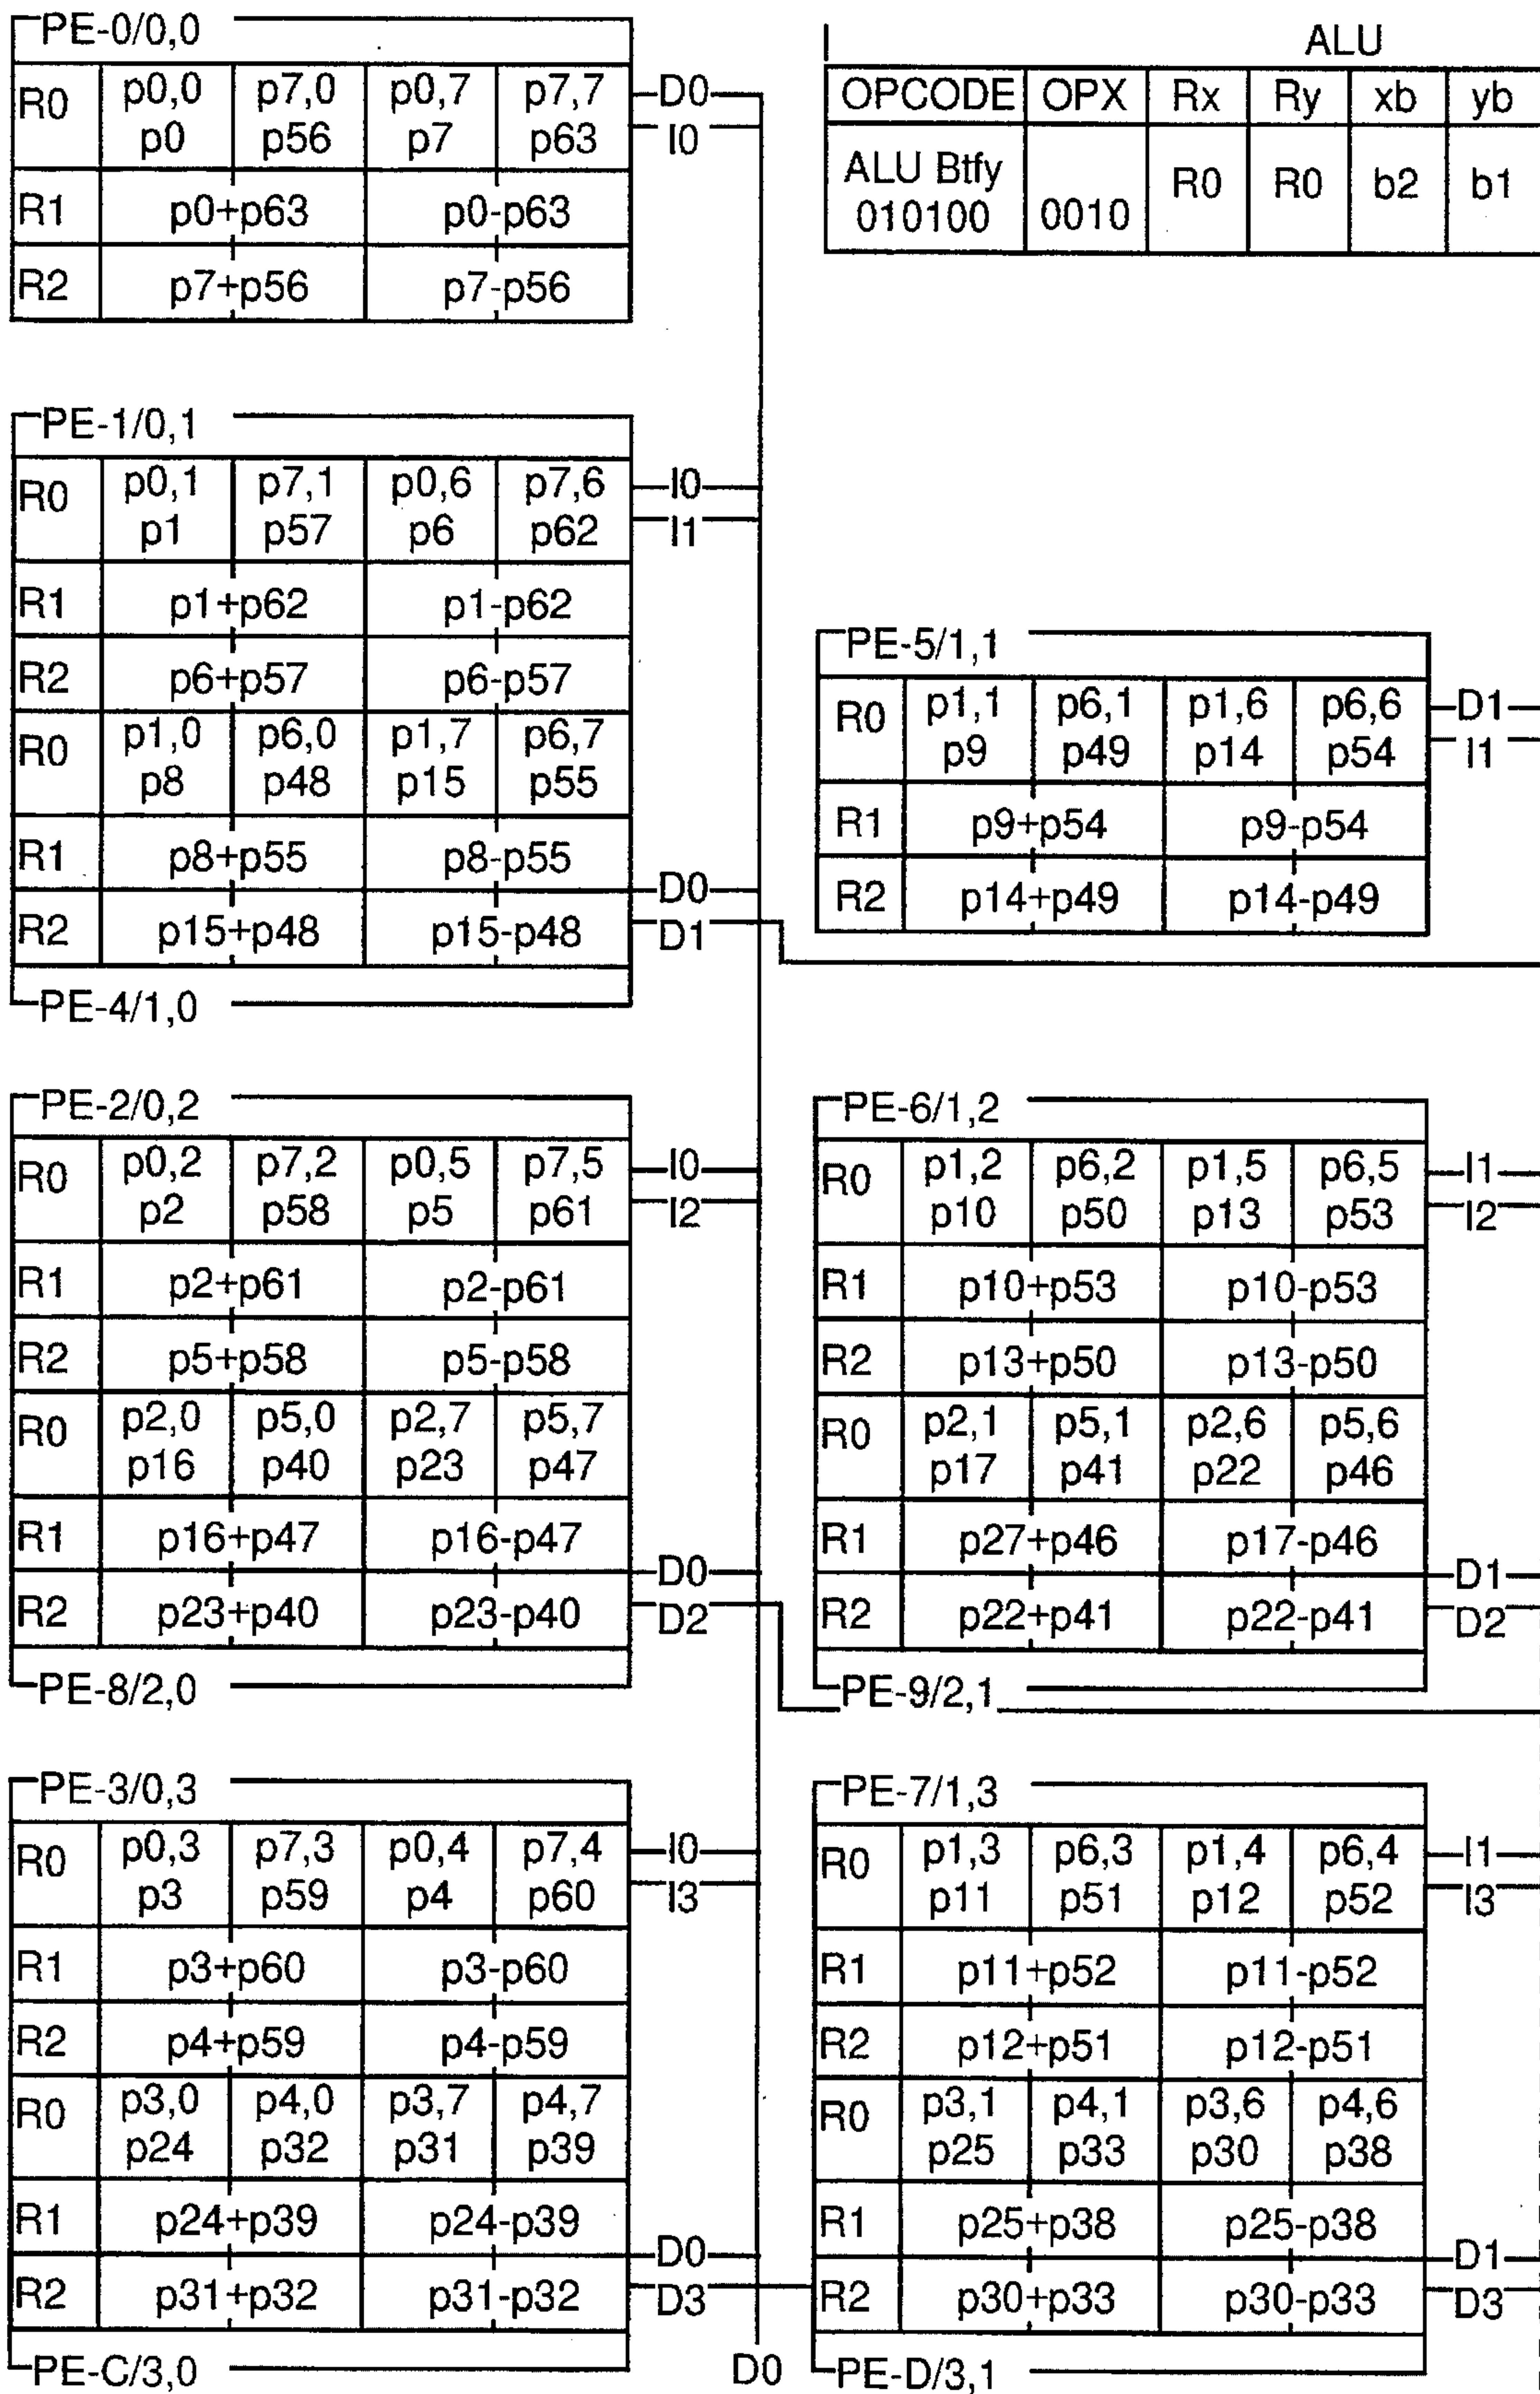 PE-0/0,0
R0 p0,0 p7,0 p0,7 p7,7 D0
p0 p56 p7 p63 I0
R1 p0+p63 p0-p63
R2 p7+p56 p7-p56
ALU
OPCODE OPX Rx Ry xb yb
ALU Btfy R0 R0 b2 b1
010100 0010
PE-1/0,1
R0 p0,1 p7,1 p0,6 p7,6 I0
p1 p57 p6 p62 I1
R1 p1+p62 p1-p62
R2 p6+p57 p6-p57
R0 p1,0 p6,0 p1,7 p6,7
p8 p48 p15 p55
R1 p8+p55 p8-p55
D0
R2 p15+p48 p15-p48 D1
PE-4/1,0
PE-5/1,1
R0 p1,1 p6,1 p1,6 p6,6 D1
p9 p49 p14 p54 I1
R1 p9+p54 p9-p54
R2 p14+p49 p14-p49
PE-2/0,2
R0 p0,2 p7,2 p0,5 p7,5 I0
p2 p58 p5 p61 I2
R1 p2+p61 p2-p61
R2 p5+p58 p5-p58
R0 p2,0 p5,0 p2,7 p5,7
p16 p40 p23 p47
R1 p16+p47 p16-p47
D0
R2 p23+p40 p23-p40 D2
PE-8/2,0
PE-6/1,2
R0 p1,2 p6,2 p1,5 p6,5 I1
p10 p50 p13 p53 I2
R1 p10+p53 p10-p53
R2 p13+p50 p13-p50
R0 p2,1 p5,1 p2,6 p5,6
p17 p41 p22 p46
R1 p27+p46 p17-p46
D1
R2 p22+p41 p22-p41 D2
PE-9/2,1
PE-3/0,3
R0 p0,3 p7,3 p0,4 p7,4 I0
p3 p59 p4 p60 I3
R1 p3+p60 p3-p60
R2 p4+p59 p4-p59
R0 p3,0 p4,0 p3,7 p4,7
p24 p32 p31 p39
R1 p24+p39 p24-p39
D0
R2 p31+p32 p31-p32 D3
PE-C/3,0
D0
PE-7/1,3
R0 p1,3 p6,3 p1,4 p6,4 I1
p11 p51 p12 p52 I3
R1 p11+p52 p11-p52
R2 p12+p51 p12-p51
R0 p3,1 p4,1 p3,6 p4,6
p25 p33 p30 p38
R1 p25+p38 p25-p38
D1
R2 p30+p33 p30-p33 D3
PE-D/3,1